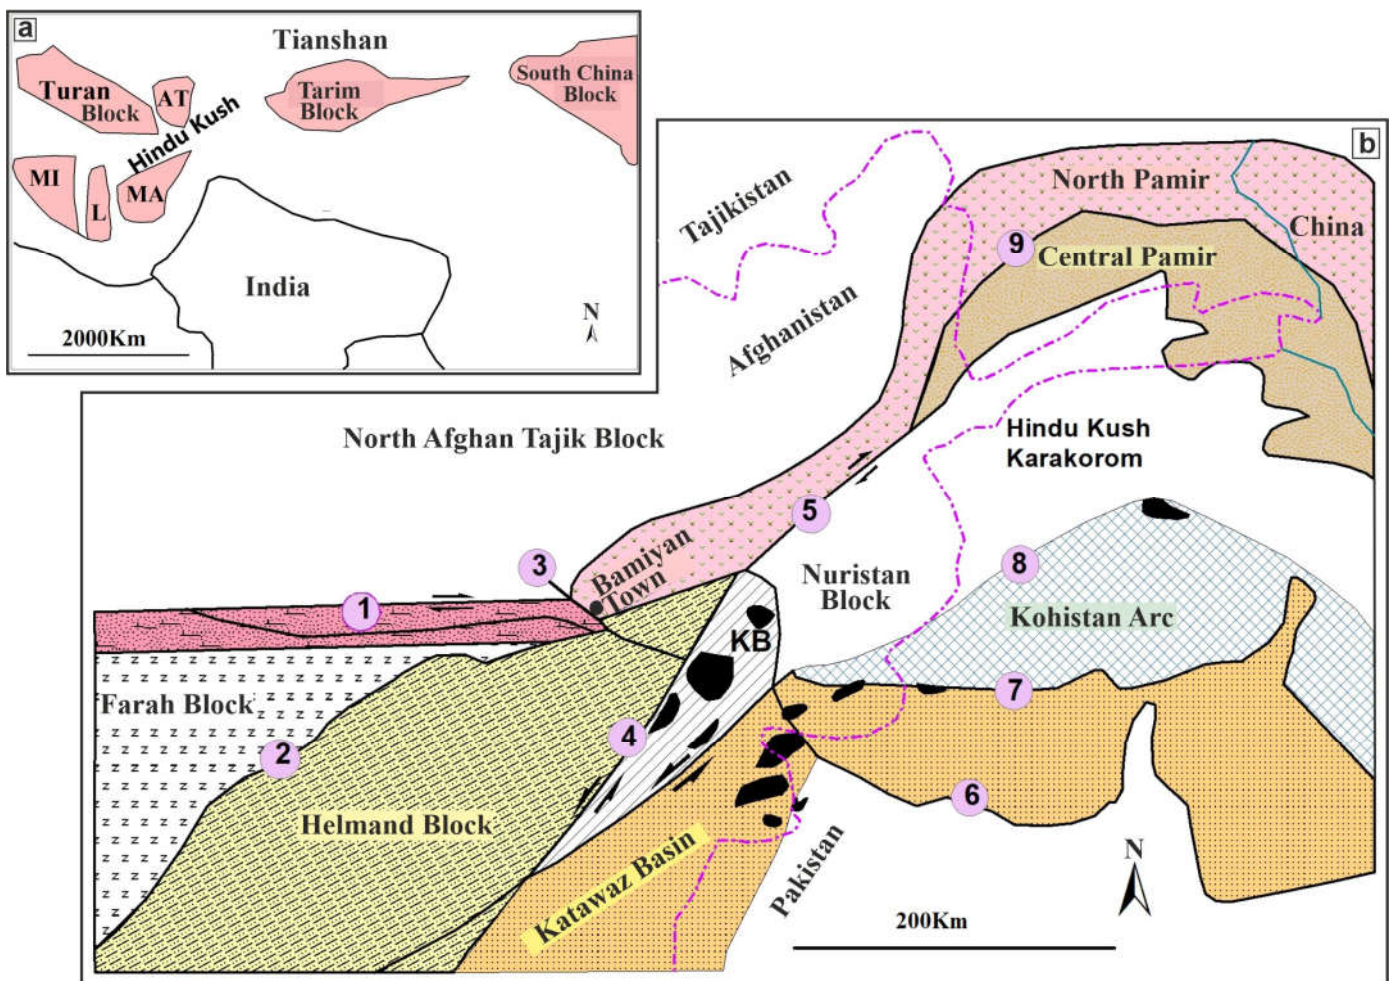 a
Tianshan
Turan
Block
AT
Tarim
Block
South China
Block
Hindu Kush
MI
L
MA
India
2000Km
N
b
Tajikistan
North Pamir
China
9
Central Pamir
Afghanistan
North Afghan Tajik Block
Hindu Kush
Karakorom
5
3
Bamiyan
Town
8
Nuristan
Block
1
Kohistan Arc
KB
7
Farah Block
4
2
6
Helmand Block
Katawaz Basin
Pakistan
N
200Km